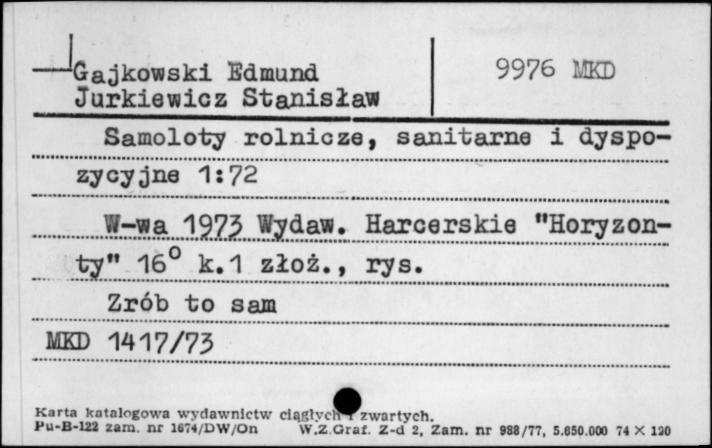 Gajkowski Edmund 9976 MKD
Jurkiewicz Stanisław
Samoloty rolnicze, sanitarne i dyspo-
zycyjne 1:72
W-wa 1973 Wydaw. Harcerskie "Horyzon-
ty" 16° k.1 złoż., rys.
Zrób to sam
MKD 1417/73
Karta katalogowa wydawnictw ciągłych i zwartych.
Pu-B-122 zam. nr 1674/DW/On W.Z.Graf. Z-d 2, Zam. nr 988/77, 5.650.000 74 × 120